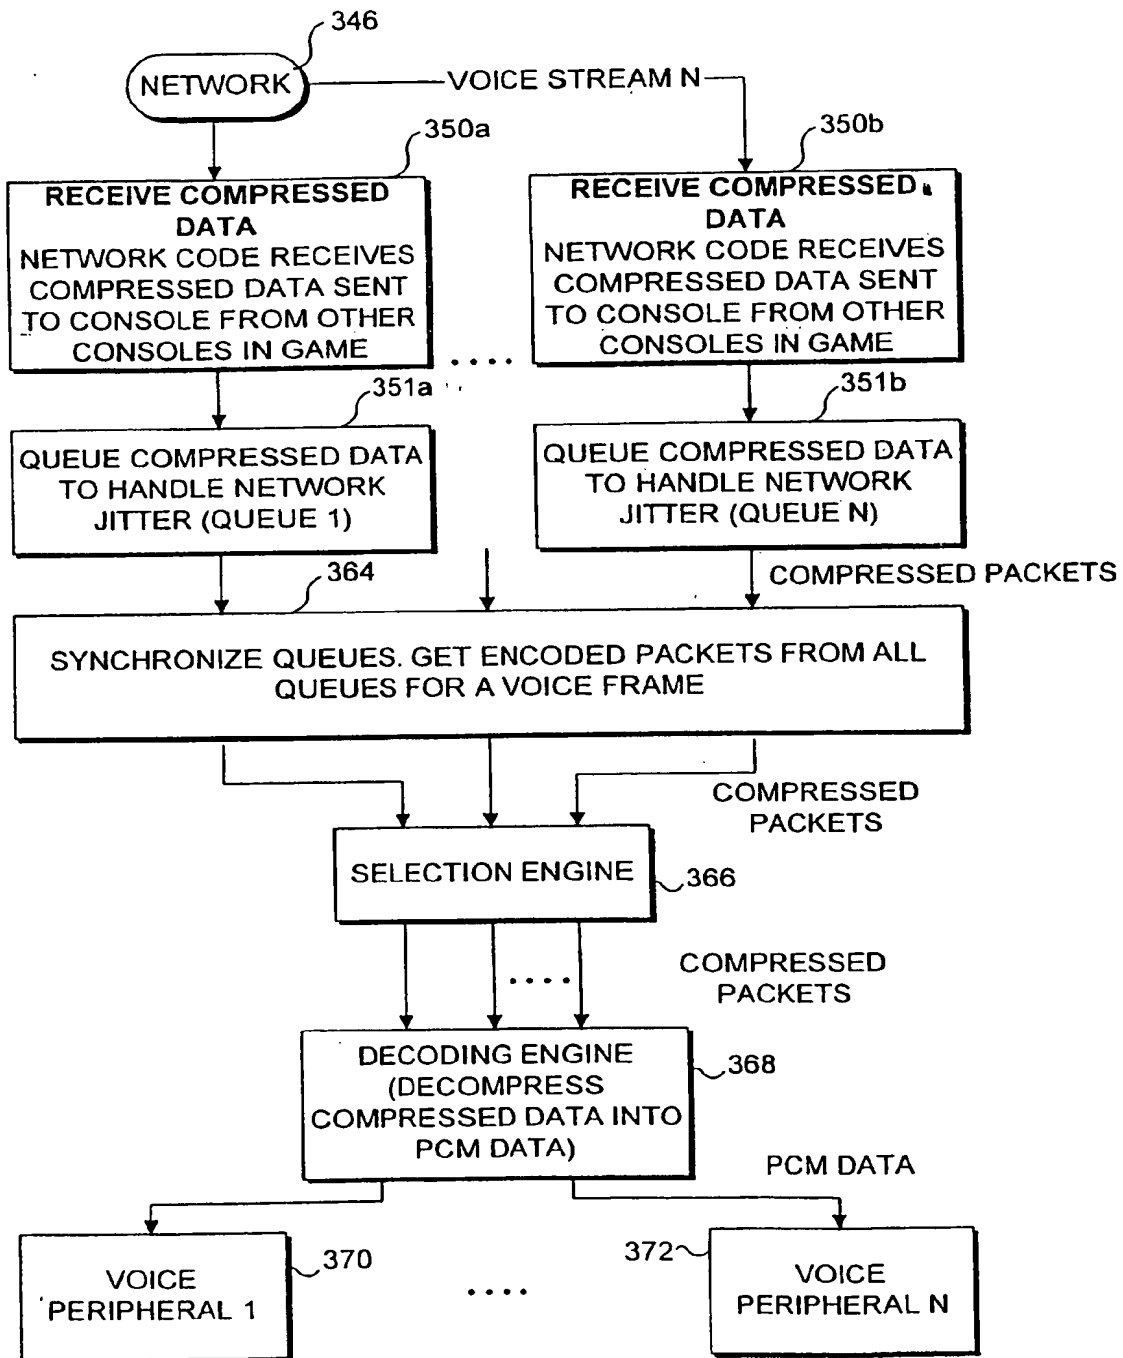 346
NETWORK
VOICE STREAM N
350a
350b
RECEIVE COMPRESSED
DATA
NETWORK CODE RECEIVES
COMPRESSED DATA SENT
TO CONSOLE FROM OTHER
CONSOLES IN GAME
RECEIVE COMPRESSED
DATA
NETWORK CODE RECEIVES
COMPRESSED DATA SENT
TO CONSOLE FROM OTHER
CONSOLES IN GAME
....
351a
351b
QUEUE COMPRESSED DATA
TO HANDLE NETWORK
JITTER (QUEUE 1)
QUEUE COMPRESSED DATA
TO HANDLE NETWORK
JITTER (QUEUE N)
364
COMPRESSED PACKETS
SYNCHRONIZE QUEUES. GET ENCODED PACKETS FROM ALL
QUEUES FOR A VOICE FRAME
COMPRESSED
PACKETS
SELECTION ENGINE
366
COMPRESSED
PACKETS
....
DECODING ENGINE
(DECOMPRESS
COMPRESSED DATA INTO
PCM DATA)
368
PCM DATA
VOICE
PERIPHERAL 1
370
....
372
VOICE
PERIPHERAL N